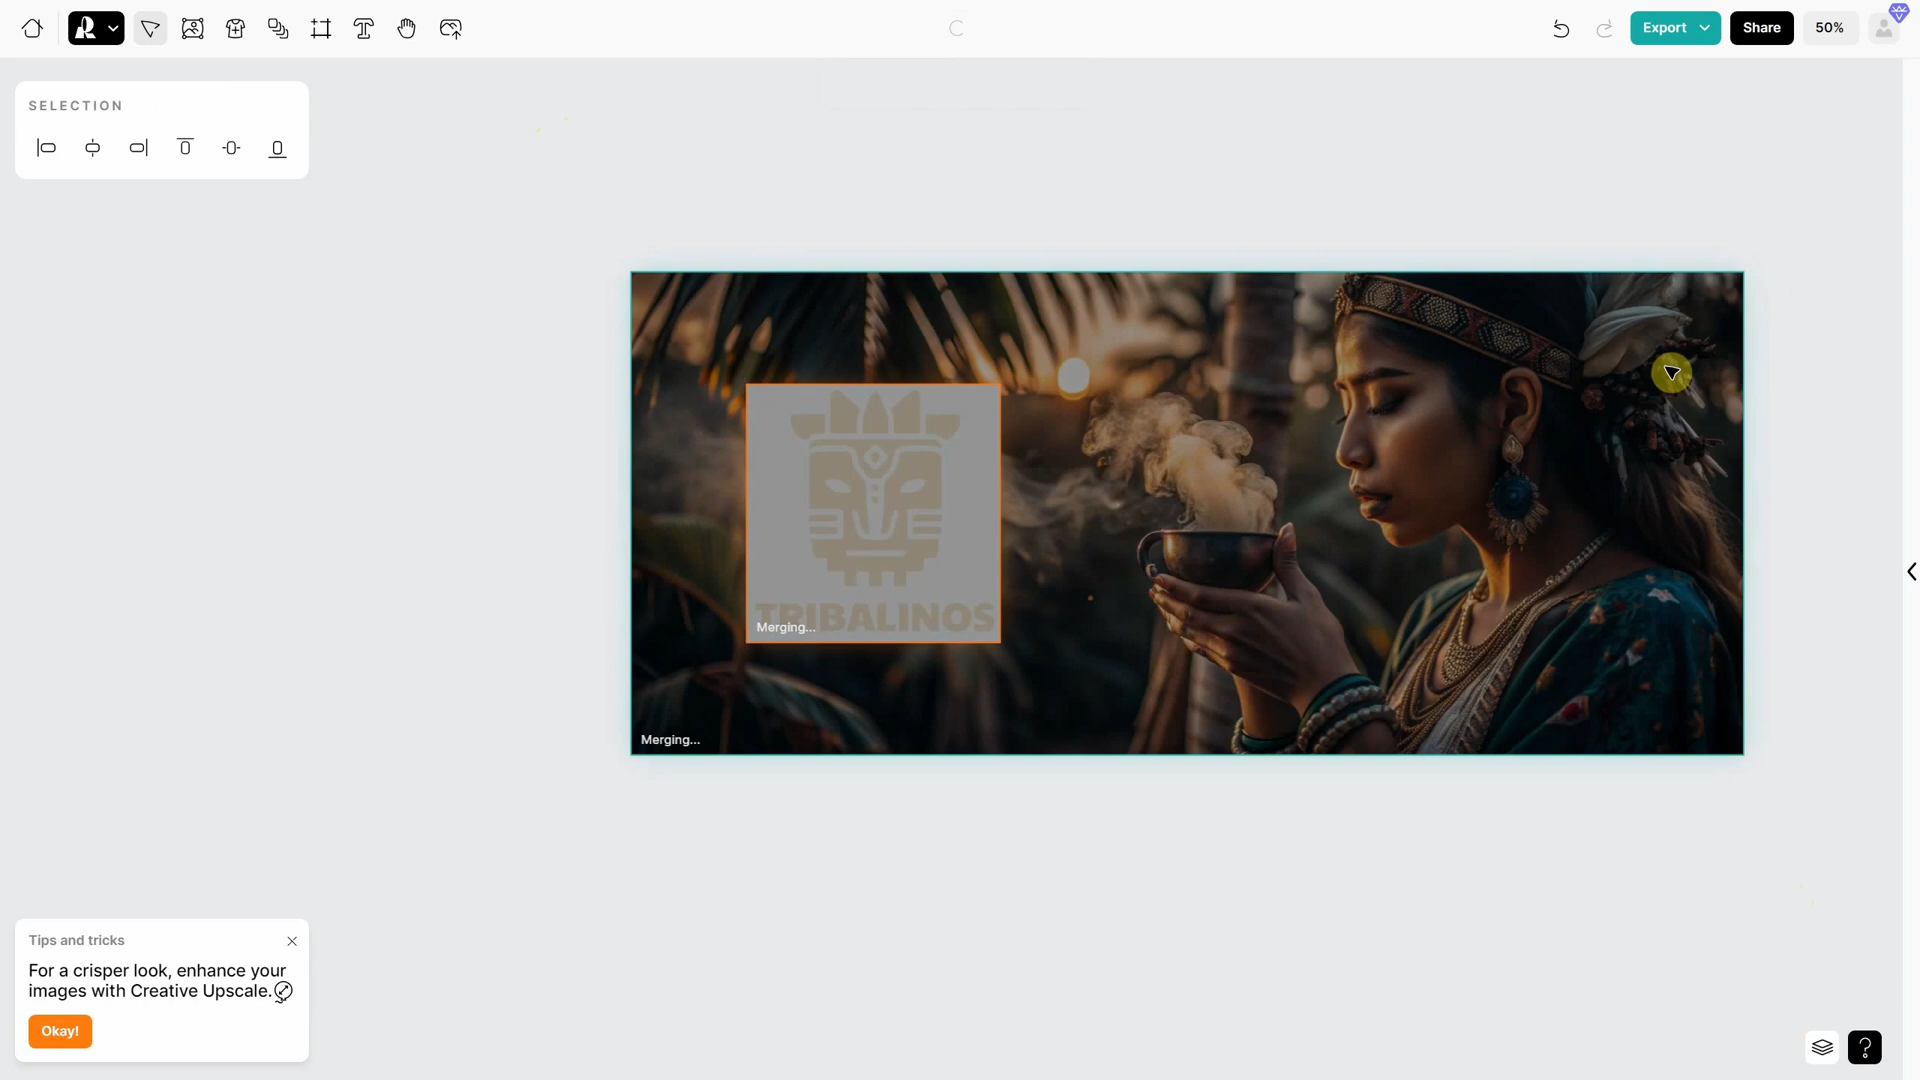 Export
Share
50%
SELECTION
TRIBALINOS
Merging...
Merging...
Tips and tricks
For a crisper look, enhance your
images with Creative Upscale.
Okay!